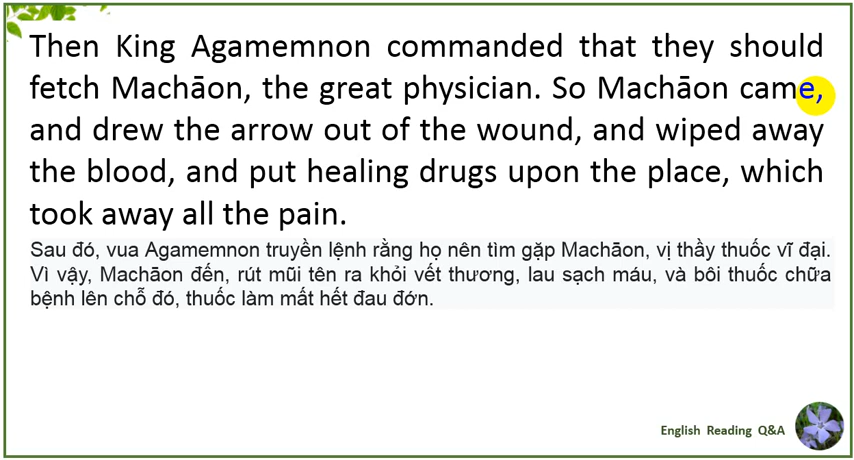 Then King Agamemnon commanded that they should
fetch Machāon, the great physician. So Machāon came,
and drew the arrow out of the wound, and wiped away
the blood, and put healing drugs upon the place, which
took away all the pain.
Sau đó, vua Agamemnon truyền lệnh rằng họ nên tìm gặp Machāon, vị thầy thuốc vĩ đại.
Vì vậy, Machāon đến, rút mũi tên ra khỏi vết thương, lau sạch máu, và bôi thuốc chữa
bệnh lên chỗ đó, thuốc làm mất hết đau đớn.
English Reading Q&A